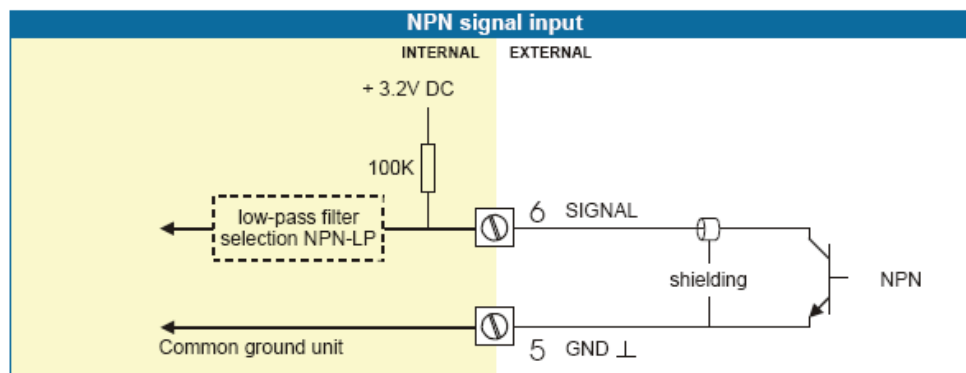 NPN signal input
INTERNAL EXTERNAL
+ 3.2V DC
100K
low-pass filter
selection NPN-LP
6 SIGNAL
shielding
NPN
Common ground unit
5 GND ⊥